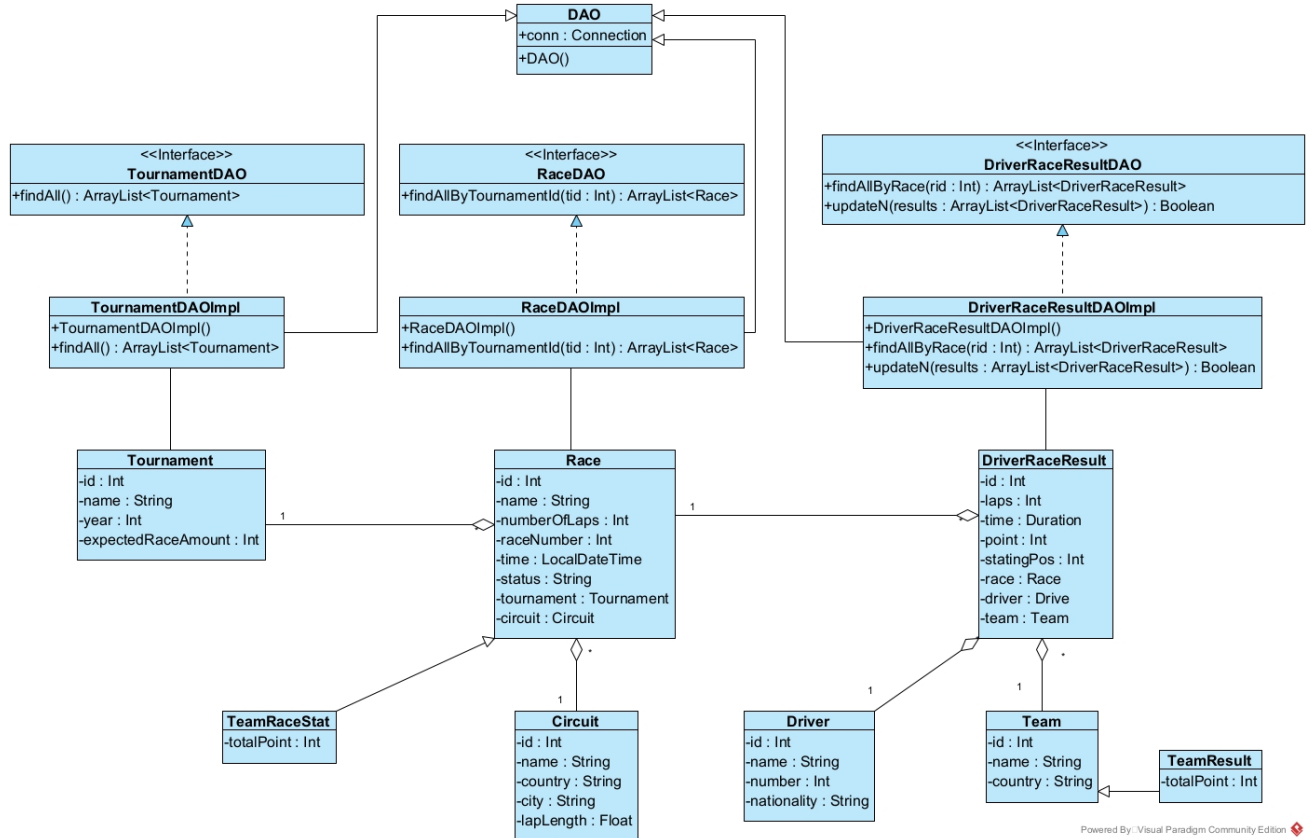 DAO
+conn : Connection
+DAO()
<<Interface>>
TournamentDAO
+findAll() : ArrayList<Tournament>
<<Interface>>
RaceDAO
+findAllByTournamentId(tid : Int) : ArrayList<Race>
<<Interface>>
DriverRaceResultDAO
+findAllByRace(rid : Int) : ArrayList<DriverRaceResult>
+updateN(results : ArrayList<DriverRaceResult>) : Boolean
TournamentDAOImpl
+TournamentDAOImpl()
+findAll() : ArrayList<Tournament>
RaceDAOImpl
+RaceDAOImpl()
+findAllByTournamentId(tid : Int) : ArrayList<Race>
DriverRaceResultDAOImpl
+DriverRaceResultDAOImpl()
+findAllByRace(rid : Int) : ArrayList<DriverRaceResult>
+updateN(results : ArrayList<DriverRaceResult>) : Boolean
Tournament
-id : Int
-name : String
-year : Int
-expectedRaceAmount : Int
1
*
Race
-id : Int
-name : String
-numberOfLaps : Int
-raceNumber : Int
-time : LocalDateTime
-status : String
-tournament : Tournament
-circuit : Circuit
1
*
DriverRaceResult
-id : Int
-laps : Int
-time : Duration
-point : Int
-statingPos : Int
-race : Race
-driver : Drive
-team : Team
*
1
*
1
*
1
TeamRaceStat
-totalPoint : Int
Circuit
-id : Int
-name : String
-country : String
-city : String
-lapLength : Float
Driver
-id : Int
-name : String
-number : Int
-nationality : String
Team
-id : Int
-name : String
-country : String
TeamResult
-totalPoint : Int
Powered By Visual Paradigm Community Edition